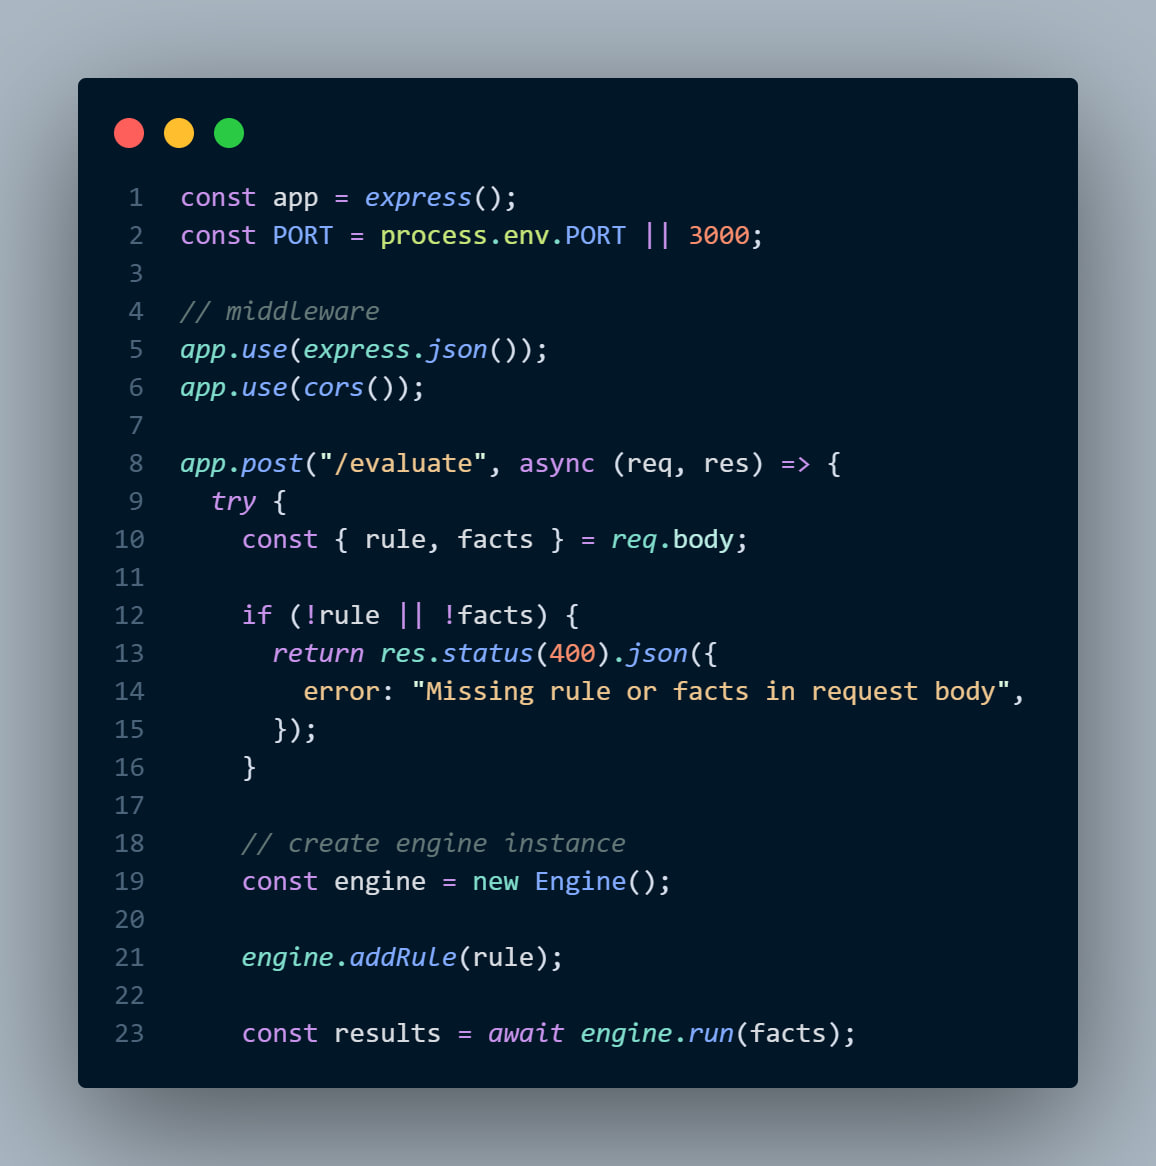 1 const app = express();
2 const PORT = process.env.PORT || 3000;
3
4 // middleware
5 app.use(express.json());
6 app.use(cors());
7
8 app.post("/evaluate", async (req, res) => {
9   try {
10     const { rule, facts } = req.body;
11
12     if (!rule || !facts) {
13       return res.status(400).json({
14         error: "Missing rule or facts in request body",
15       });
16     }
17
18     // create engine instance
19     const engine = new Engine();
20
21     engine.addRule(rule);
22
23     const results = await engine.run(facts);